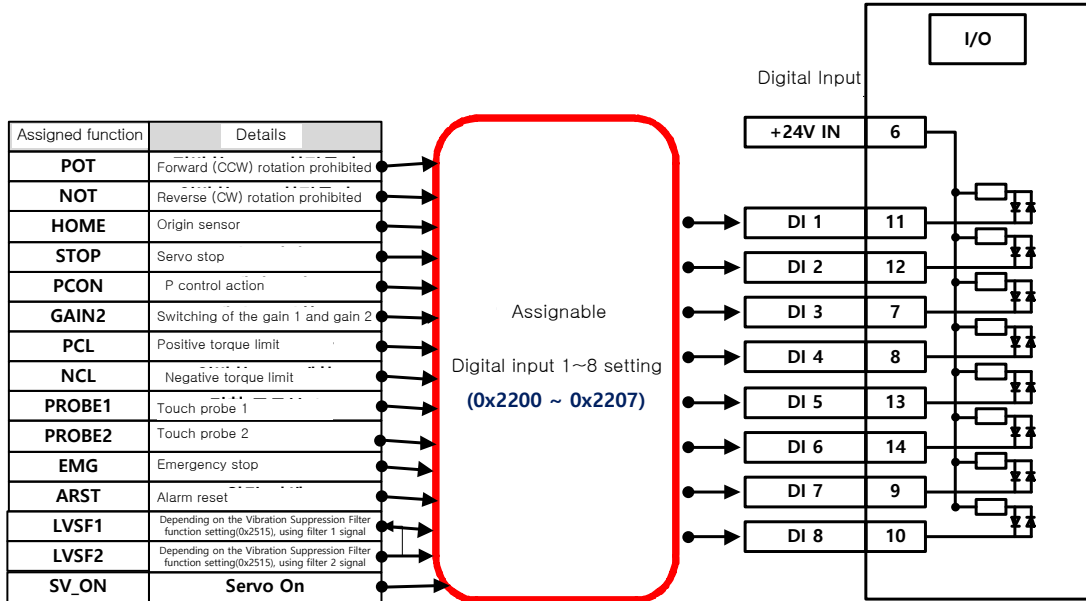 I/O
Digital Input
+24V IN 6
Assigned function Details
POT Forward (CCW) rotation prohibited
NOT Reverse (CW) rotation prohibited
HOME Origin sensor
STOP Servo stop
PCON P control action
GAIN2 Switching of the gain 1 and gain 2
PCL Positive torque limit
NCL Negative torque limit
PROBE1 Touch probe 1
PROBE2 Touch probe 2
EMG Emergency stop
ARST Alarm reset
LVSF1 Depending on the Vibration Suppression Filter
function setting(0x2515), using filter 1 signal
LVSF2 Depending on the Vibration Suppression Filter
function setting(0x2515), using filter 2 signal
SV_ON Servo On
Assignable
Digital input 1~8 setting
(0x2200 ~ 0x2207)
DI 1 11
DI 2 12
DI 3 7
DI 4 8
DI 5 13
DI 6 14
DI 7 9
DI 8 10